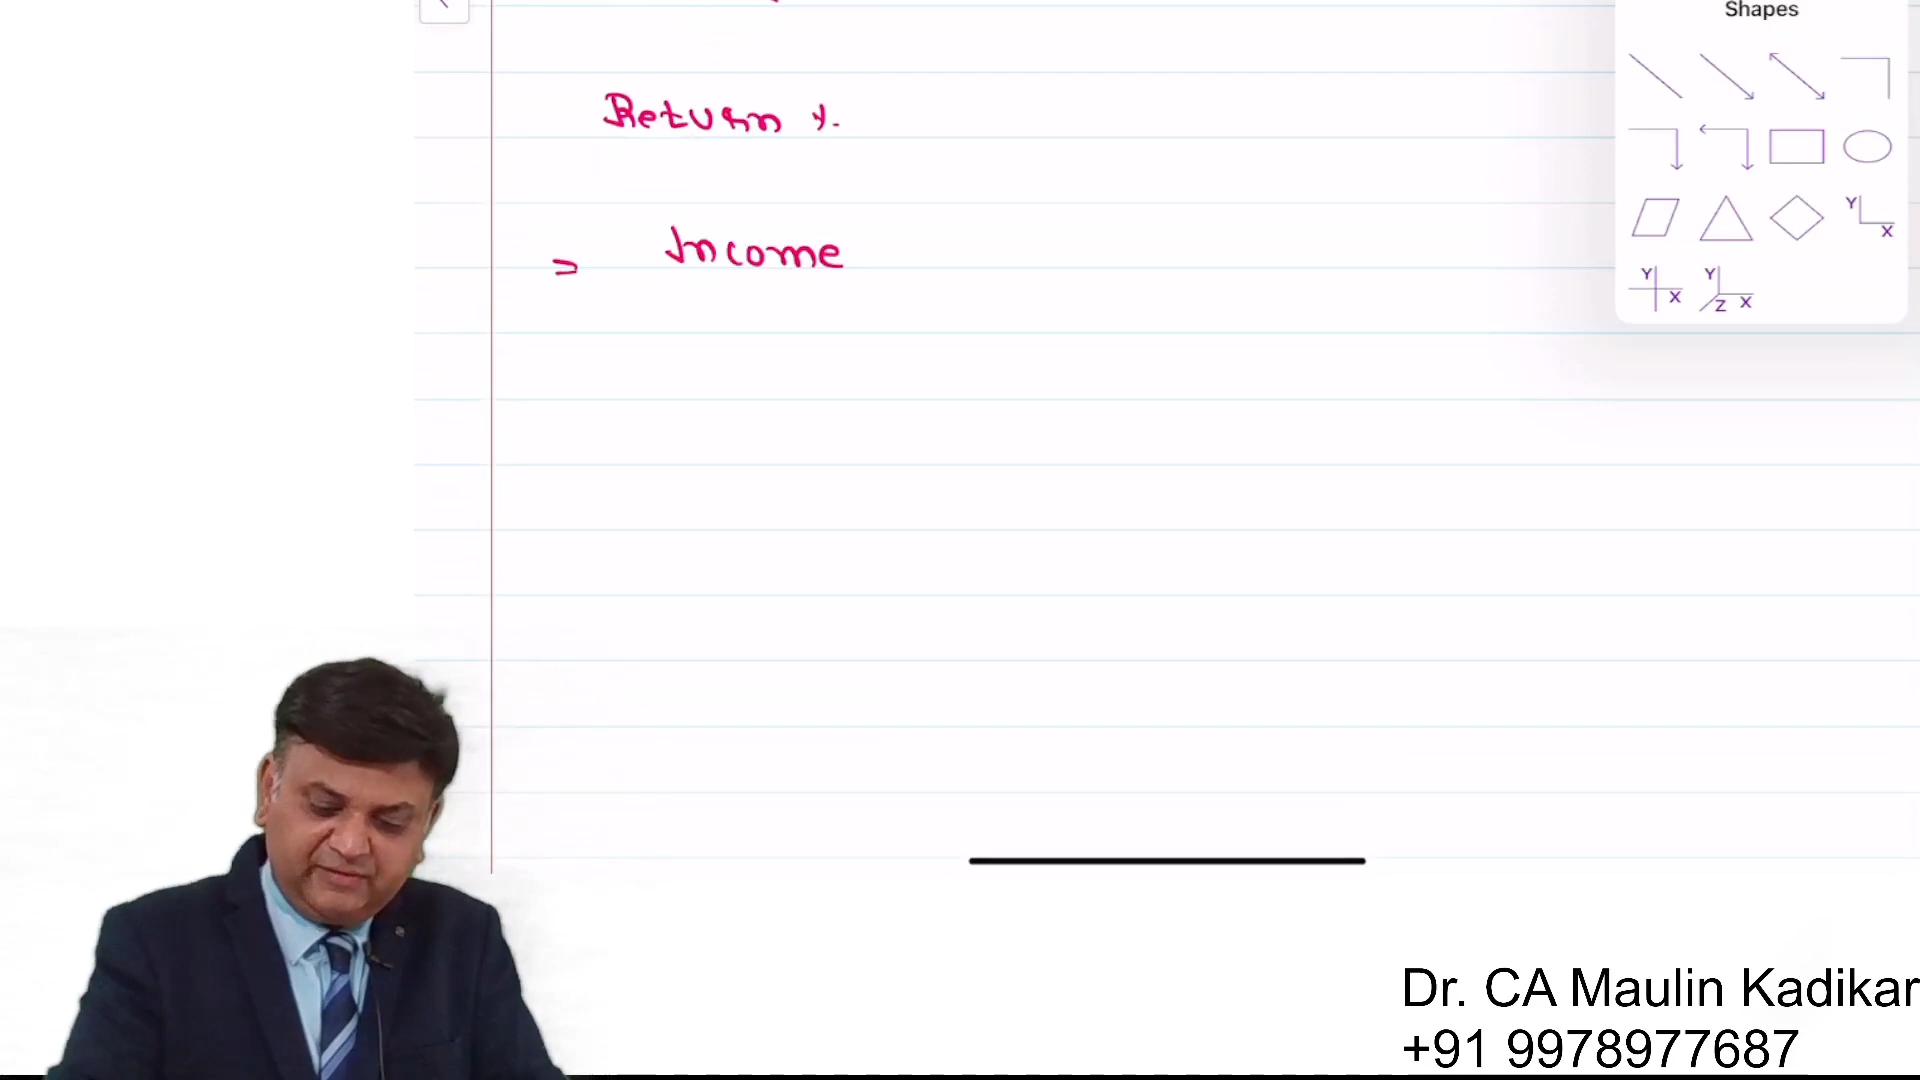 Shapes
Return %.
= Income
Y
X
Y
X
Y
Z X
Dr. CA Maulin Kadikar
+91 9978977687